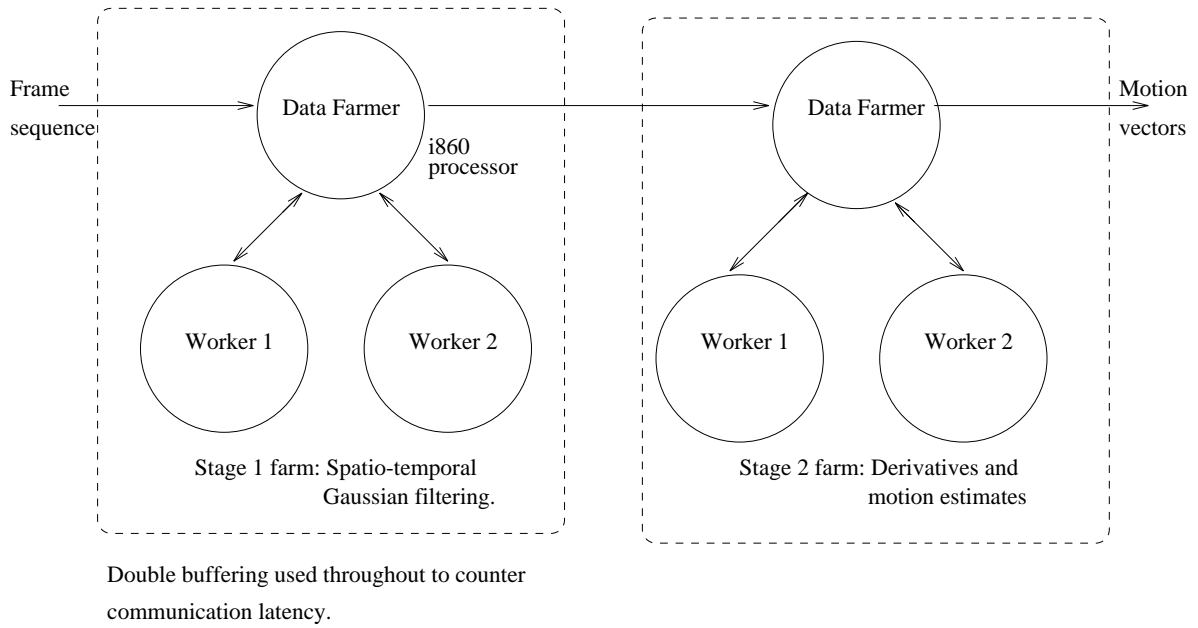 Frame
sequence
Data Farmer
i860
processor
Worker 1
Worker 2
Stage 1 farm: Spatio-temporal
Gaussian filtering.
Data Farmer
Motion
vectors
Worker 1
Worker 2
Stage 2 farm: Derivatives and
motion estimates
Double buffering used throughout to counter
communication latency.